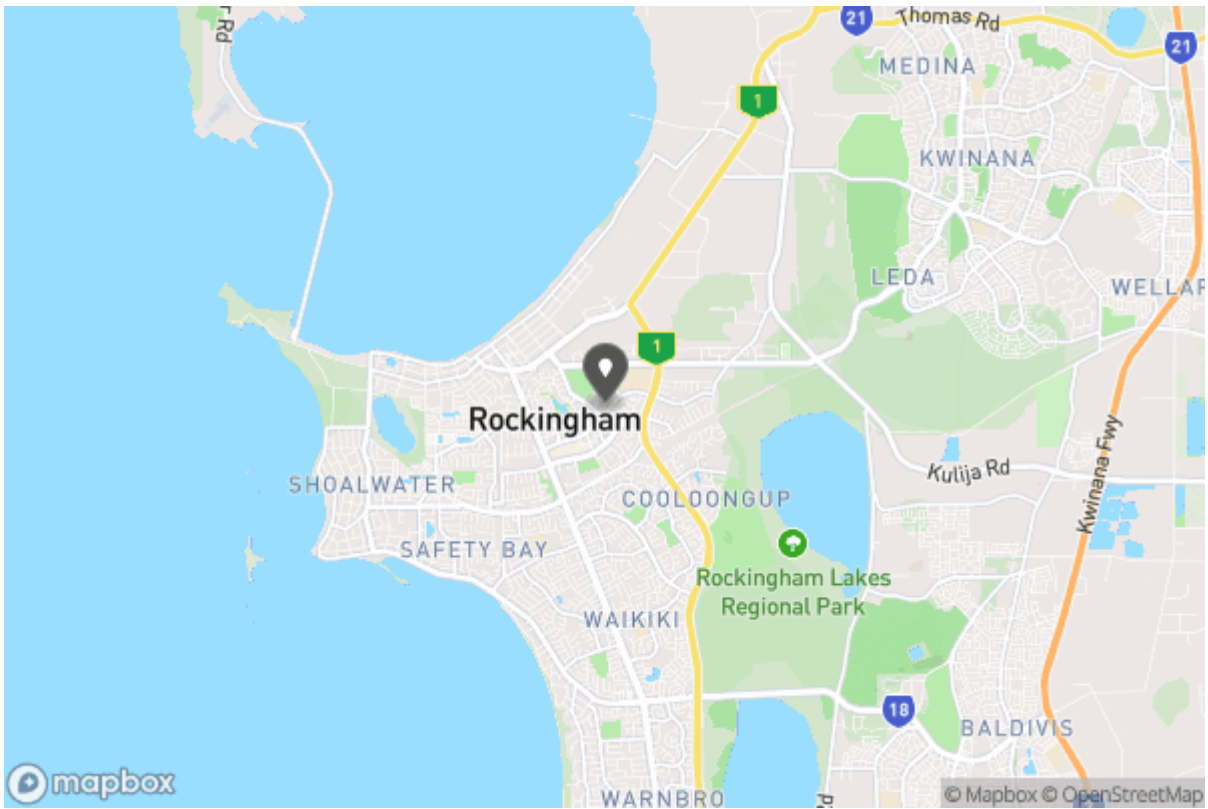 r Rd
21
Thomas Rd
21
MEDINA
1
KWINANA
LEDA
WELLAR
1
Rockingham
Kulija Rd
Kwinana Fwy
SHOALWATER
COOLOONGUP
SAFETY BAY
Rockingham Lakes
Regional Park
WAIKIKI
18
BALDIVIS
mapbox
WARNBRO
© Mapbox © OpenStreetMap